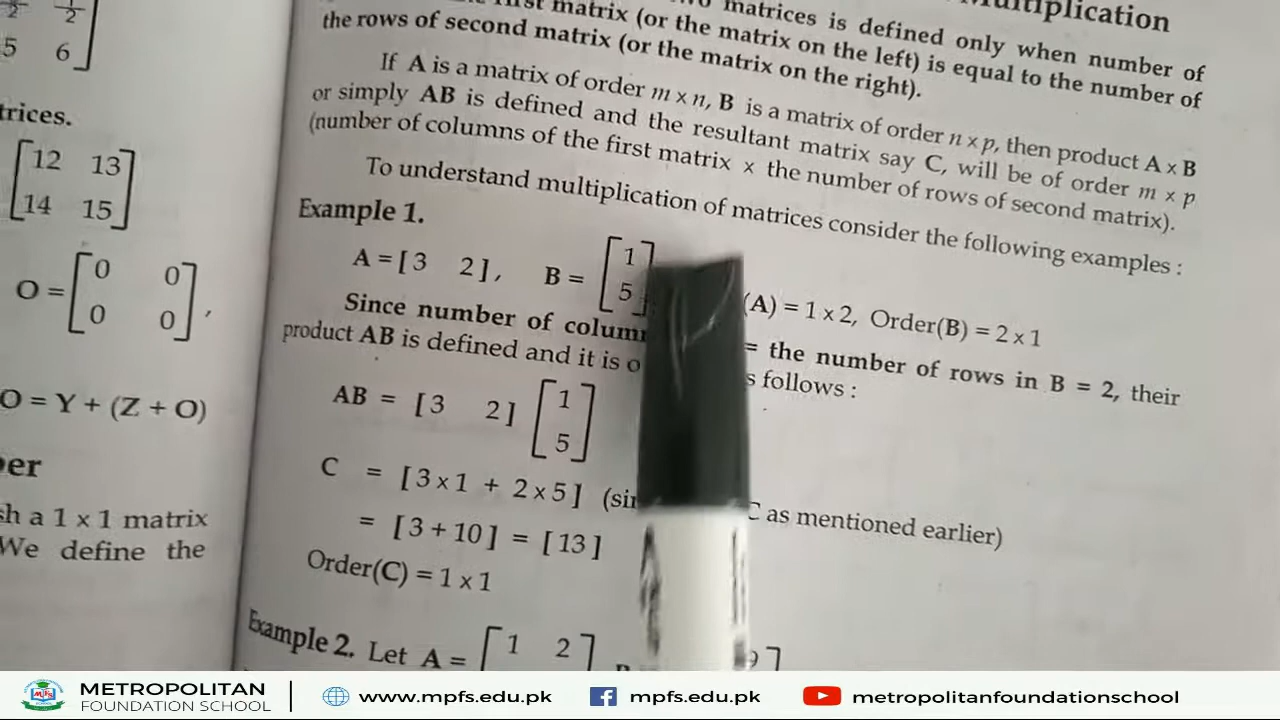 1/2
5 6
trices.
12 13
14 15
O = 0 0
0 0 ,
O = Y + (Z + O)
er
sh a 1 x 1 matrix
We define the
Multiplication
matrices is defined only when number of
first matrix (or the matrix on the left) is equal to the number of
the rows of second matrix (or the matrix on the right).
If A is a matrix of order m x n, B is a matrix of order n x p, then product A x B
or simply AB is defined and the resultant matrix say C, will be of order m x p
(number of columns of the first matrix x the number of rows of second matrix).
To understand multiplication of matrices consider the following examples :
Example 1.
A = [3 2], B = [1 5] (A) = 1 x 2, Order(B) = 2 x 1
Since number of colum = the number of rows in B = 2, their
product AB is defined and it is o s follows :
AB = [3 2] [1 5]
C = [3 x 1 + 2 x 5] (sin C as mentioned earlier)
= [3 + 10] = [13]
Order(C) = 1 x 1
Example 2. Let A = [1 2]
METROPOLITAN
FOUNDATION SCHOOL
www.mpfs.edu.pk
mpfs.edu.pk
metropolitanfoundationschool